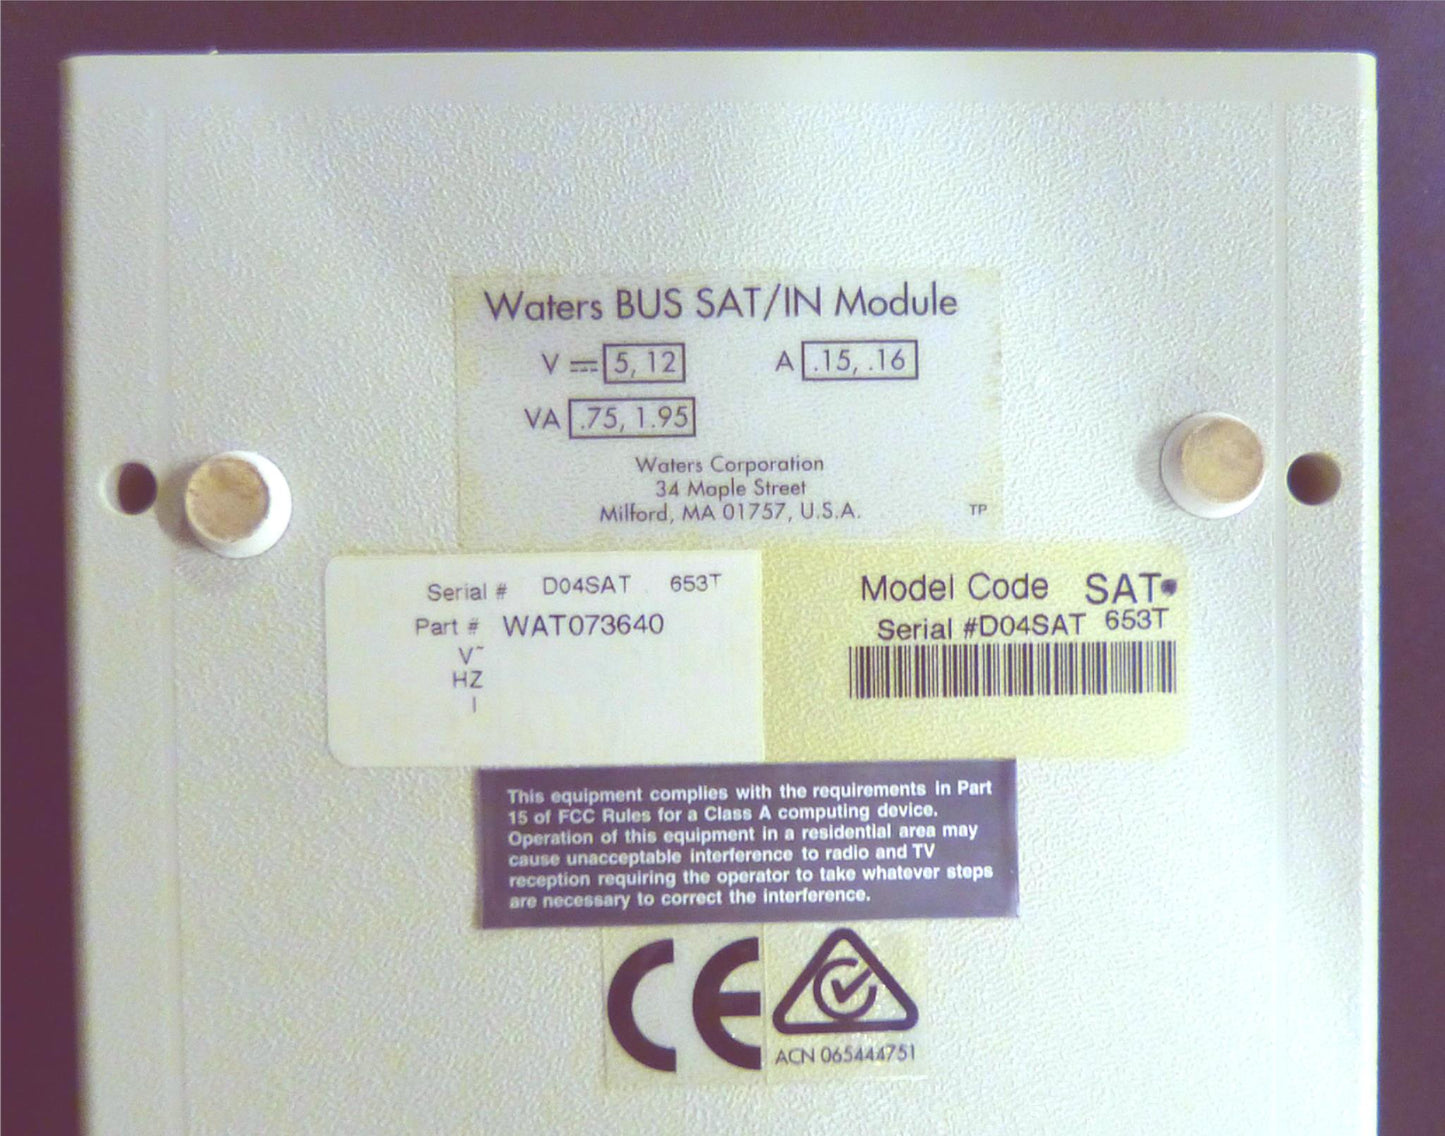 Waters BUS SAT/IN Module
V 5, 12 A .15, .16
VA .75, 1.95
Waters Corporation
34 Maple Street
Milford, MA 01757, U.S.A.
TP
Serial # D04SAT 653T
Part # WAT073640
V~
HZ
I
Model Code SAT
Serial #D04SAT 653T
This equipment complies with the requirements in Part
15 of FCC Rules for a Class A computing device.
Operation of this equipment in a residential area may
cause unacceptable interference to radio and TV
reception requiring the operator to take whatever steps
are necessary to correct the interference.
CE
ACN 065444751